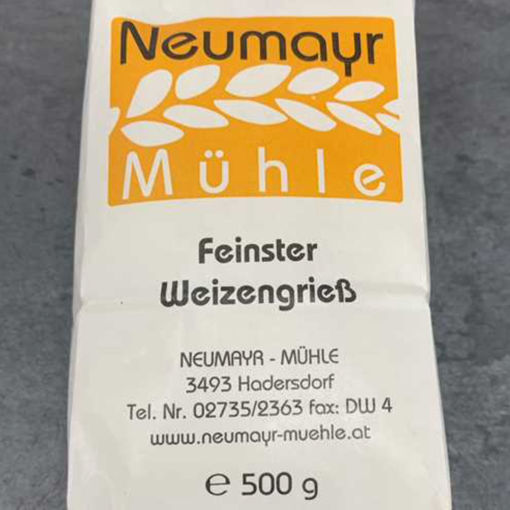 Neumayr
Mühle
Feinster
Weizengrieß
NEUMAYR - MÜHLE
3493 Hadersdorf
Tel. Nr. 02735/2363 fax: DW 4
www.neumayr-muehle.at
℮ 500 g